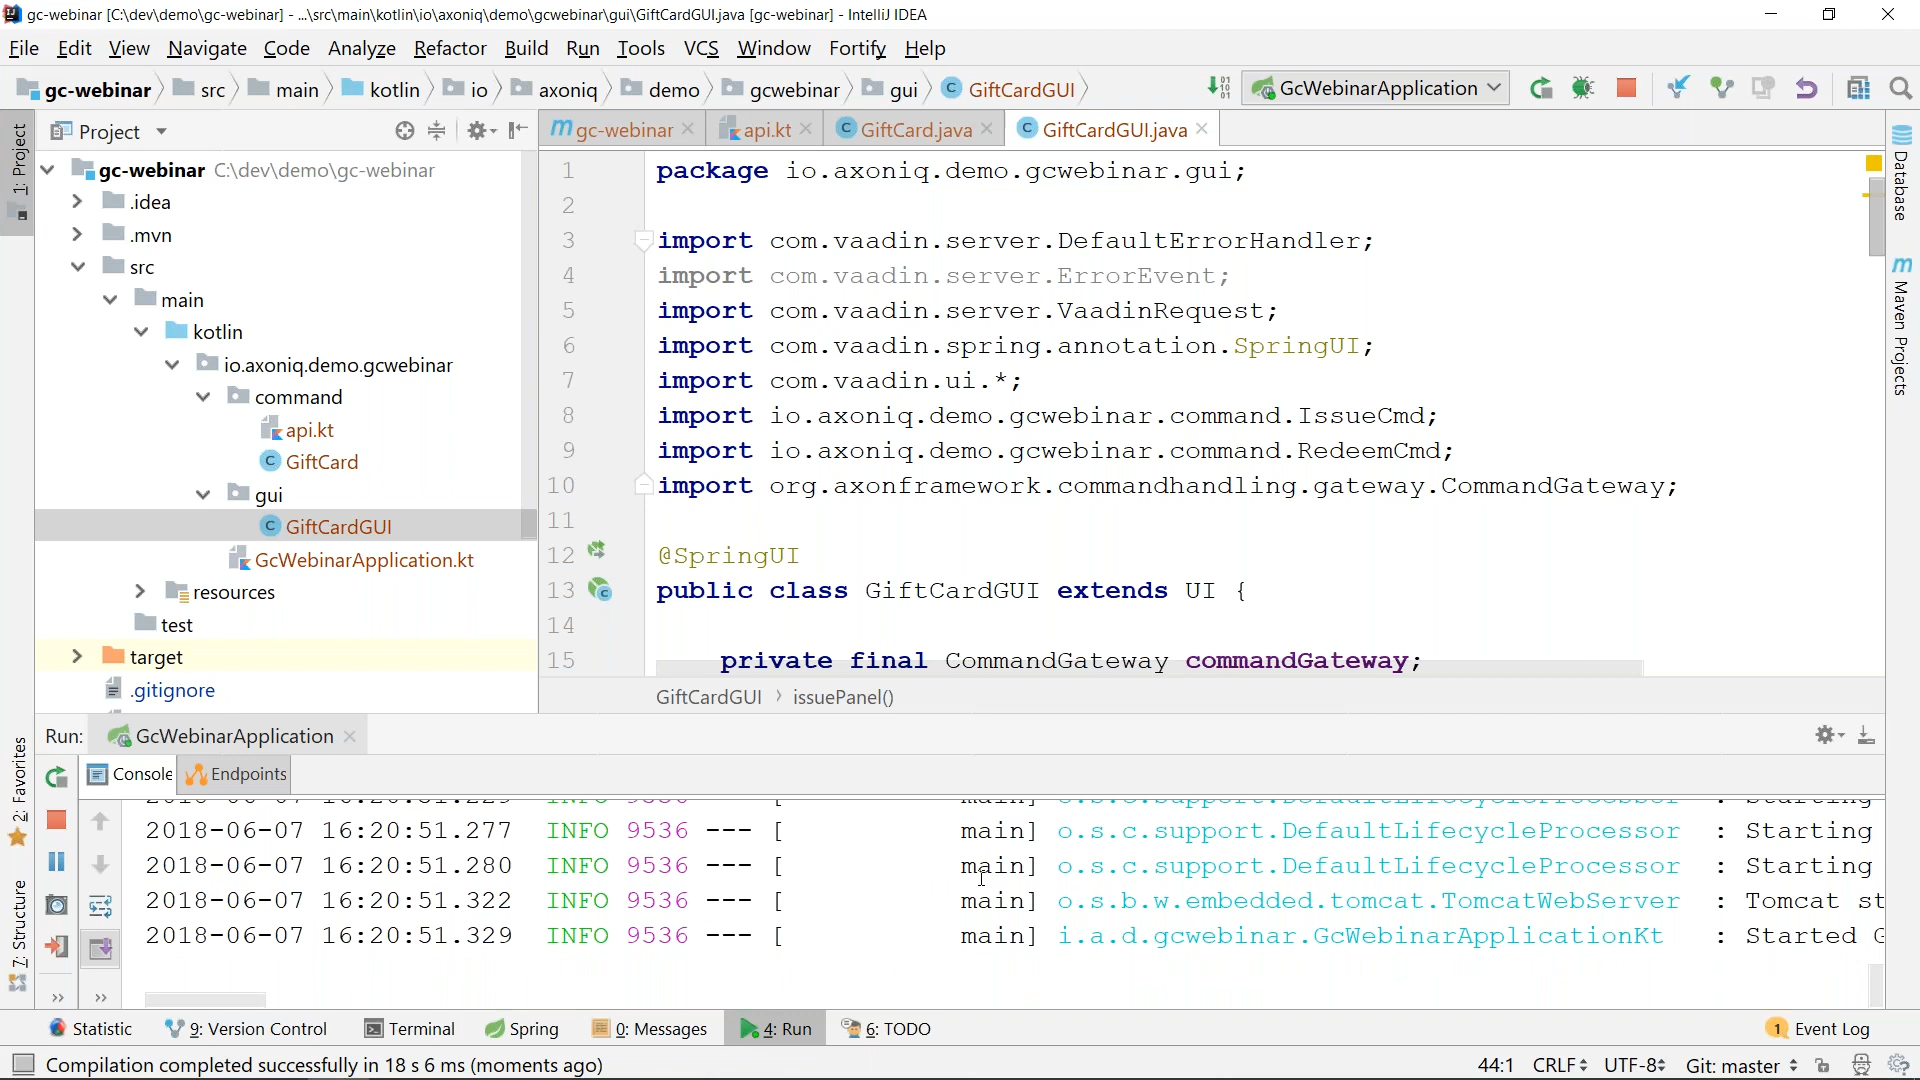 gc-webinar [C:\dev\demo\gc-webinar] - ...\src\main\kotlin\io\axoniq\demo\gcwebinar\gui\GiftCardGUI.java [gc-webinar] - IntelliJ IDEA
File Edit View Navigate Code Analyze Refactor Build Run Tools VCS Window Fortify Help
gc-webinar src main kotlin io axoniq demo gcwebinar gui GiftCardGUI GcWebinarApplication
1: Project
Project
gc-webinar api.kt GiftCard.java GiftCardGUI.java
gc-webinar C:\dev\demo\gc-webinar
.idea
.mvn
src
main
kotlin
io.axoniq.demo.gcwebinar
command
api.kt
GiftCard
gui
GiftCardGUI
GcWebinarApplication.kt
resources
test
target
.gitignore
1 package io.axoniq.demo.gcwebinar.gui;
2
3 import com.vaadin.server.DefaultErrorHandler;
4 import com.vaadin.server.ErrorEvent;
5 import com.vaadin.server.VaadinRequest;
6 import com.vaadin.spring.annotation.SpringUI;
7 import com.vaadin.ui.*;
8 import io.axoniq.demo.gcwebinar.command.IssueCmd;
9 import io.axoniq.demo.gcwebinar.command.RedeemCmd;
10 import org.axonframework.commandhandling.gateway.CommandGateway;
11
12 @SpringUI
13 public class GiftCardGUI extends UI {
14
15 private final CommandGateway commandGateway;
GiftCardGUI › issuePanel()
Database
Maven Projects
Run: GcWebinarApplication
Console Endpoints
2018-06-07 16:20:51.277 INFO 9536 --- [ main] o.s.c.support.DefaultLifecycleProcessor : Starting
2018-06-07 16:20:51.280 INFO 9536 --- [ main] o.s.c.support.DefaultLifecycleProcessor : Starting
2018-06-07 16:20:51.322 INFO 9536 --- [ main] o.s.b.w.embedded.tomcat.TomcatWebServer : Tomcat st
2018-06-07 16:20:51.329 INFO 9536 --- [ main] i.a.d.gcwebinar.GcWebinarApplicationKt : Started G
2: Favorites
7: Structure
Statistic 9: Version Control Terminal Spring 0: Messages 4: Run 6: TODO 1 Event Log
Compilation completed successfully in 18 s 6 ms (moments ago) 44:1 CRLF UTF-8 Git: master